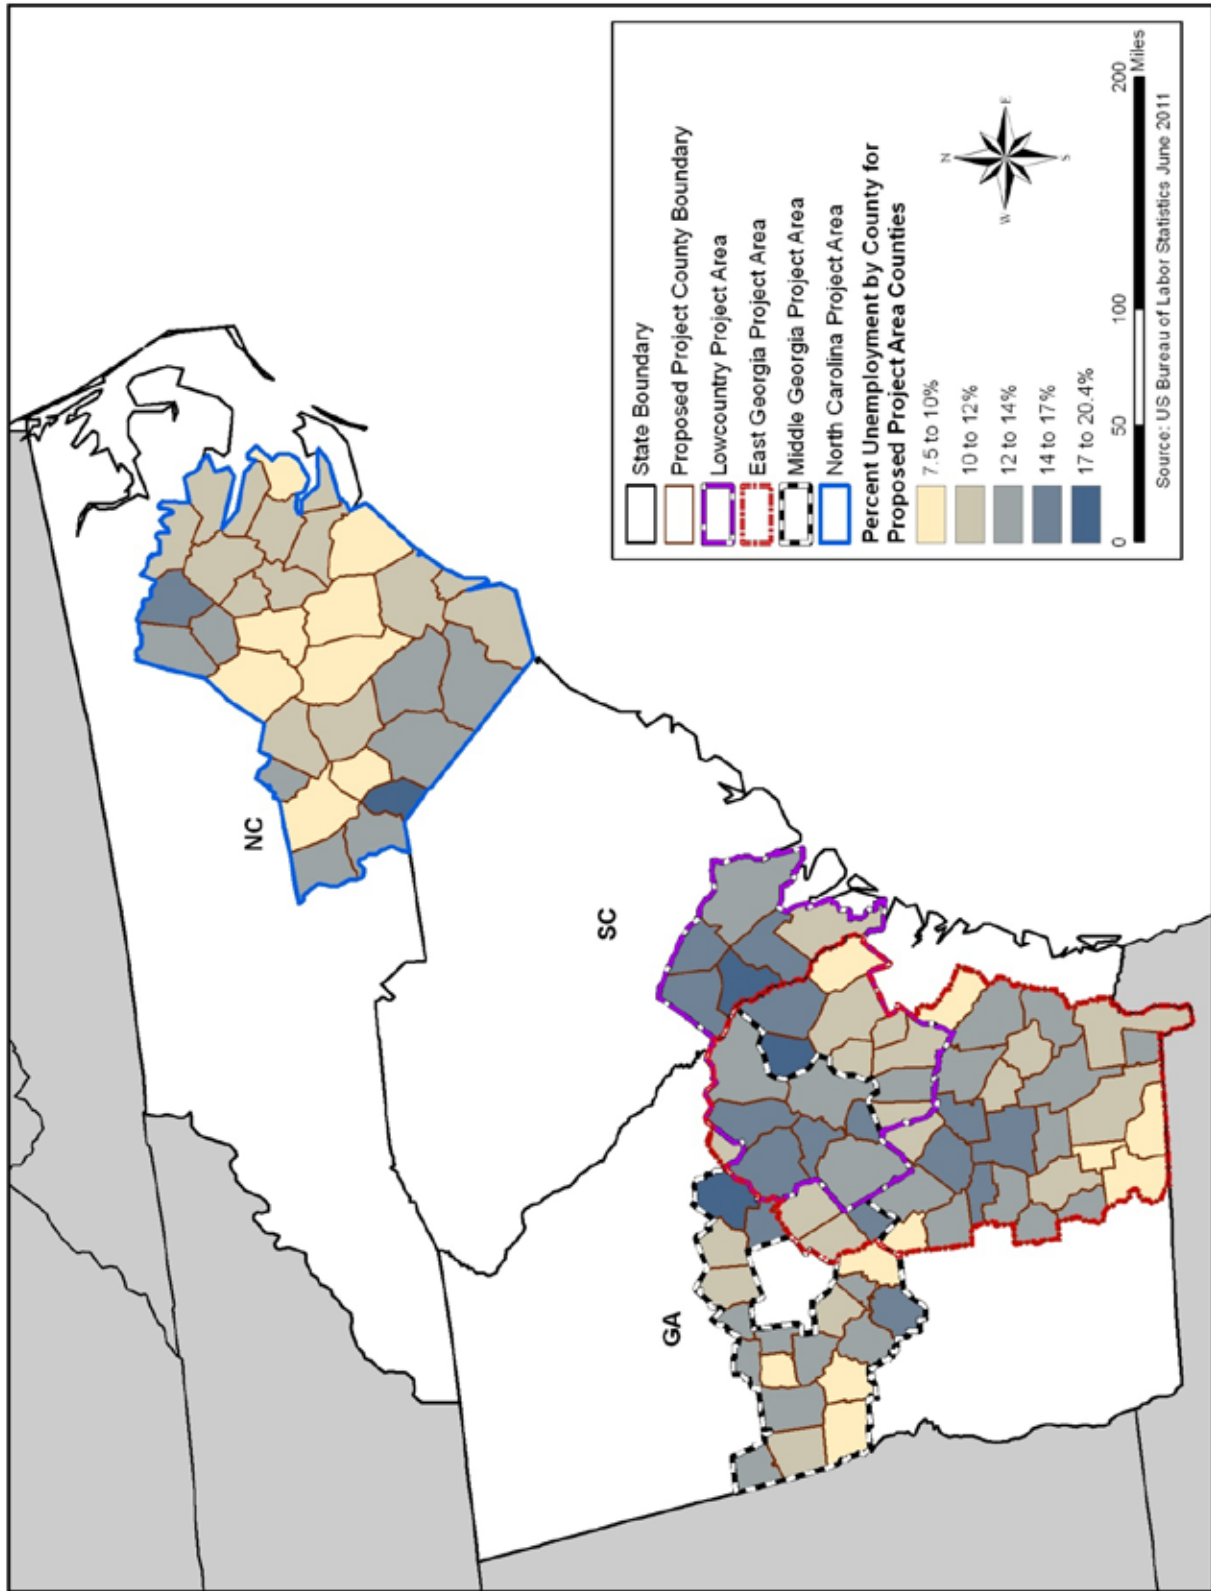 NC
SC
GA
State Boundary
Proposed Project County Boundary
Lowcountry Project Area
East Georgia Project Area
Middle Georgia Project Area
North Carolina Project Area
Percent Unemployment by County for
Proposed Project Area Counties
7.5 to 10%
10 to 12%
12 to 14%
14 to 17%
17 to 20.4%
N
W
E
S
0 50 100 200
Miles
Source: US Bureau of Labor Statistics June 2011